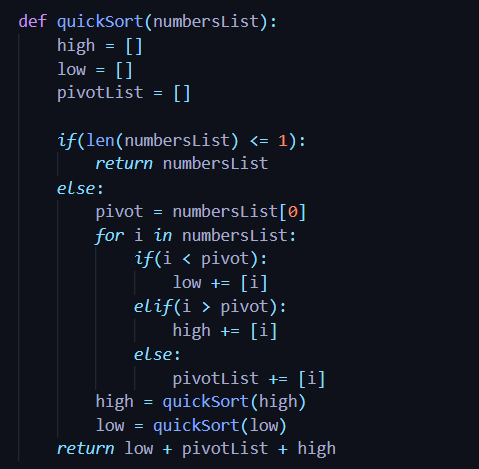 def quickSort(numbersList):
    high = []
    low = []
    pivotList = []

    if(len(numbersList) <= 1):
        return numbersList
    else:
        pivot = numbersList[0]
        for i in numbersList:
            if(i < pivot):
                low += [i]
            elif(i > pivot):
                high += [i]
            else:
                pivotList += [i]
        high = quickSort(high)
        low = quickSort(low)
    return low + pivotList + high